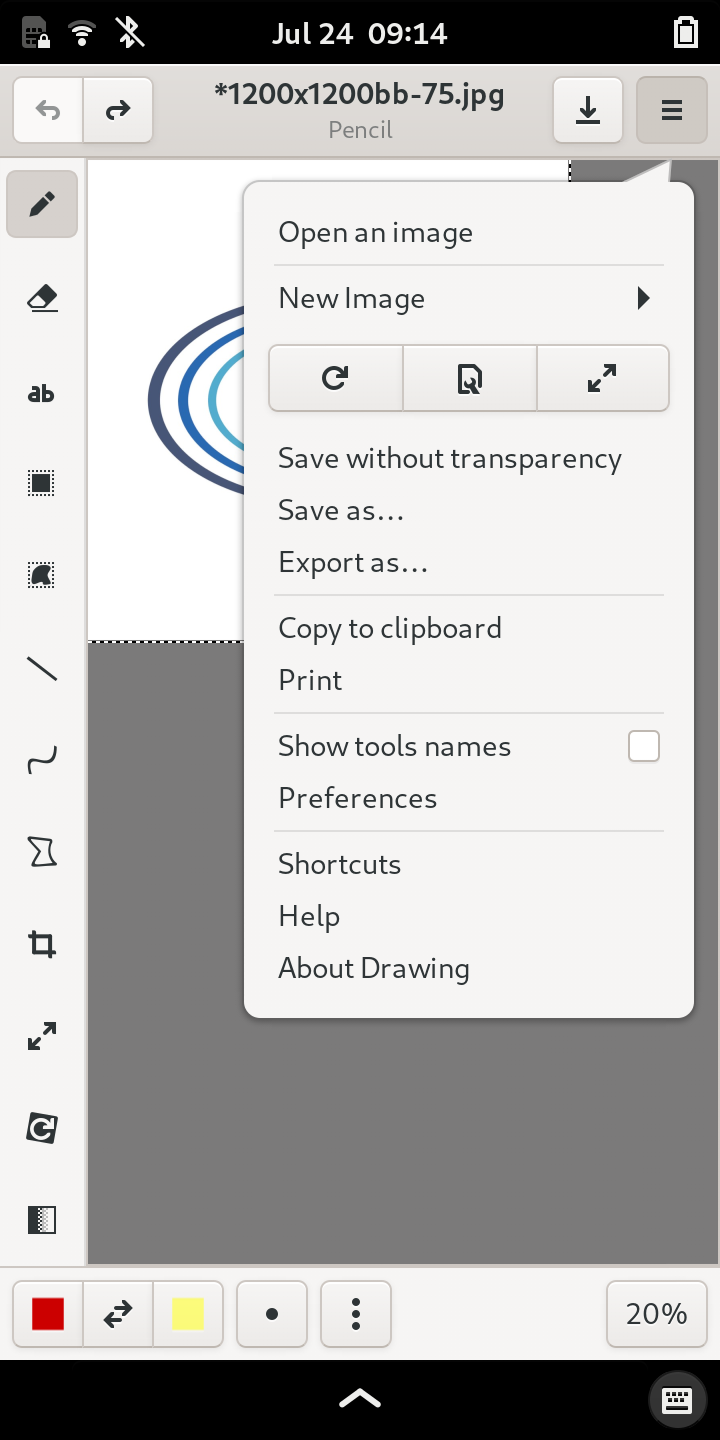 Jul 24 09:14
*1200x1200bb-75.jpg
Pencil
Open an image
New Image
ab
Save without transparency
Save as...
Export as...
Copy to clipboard
Print
Show tools names
Preferences
Shortcuts
Help
About Drawing
20%